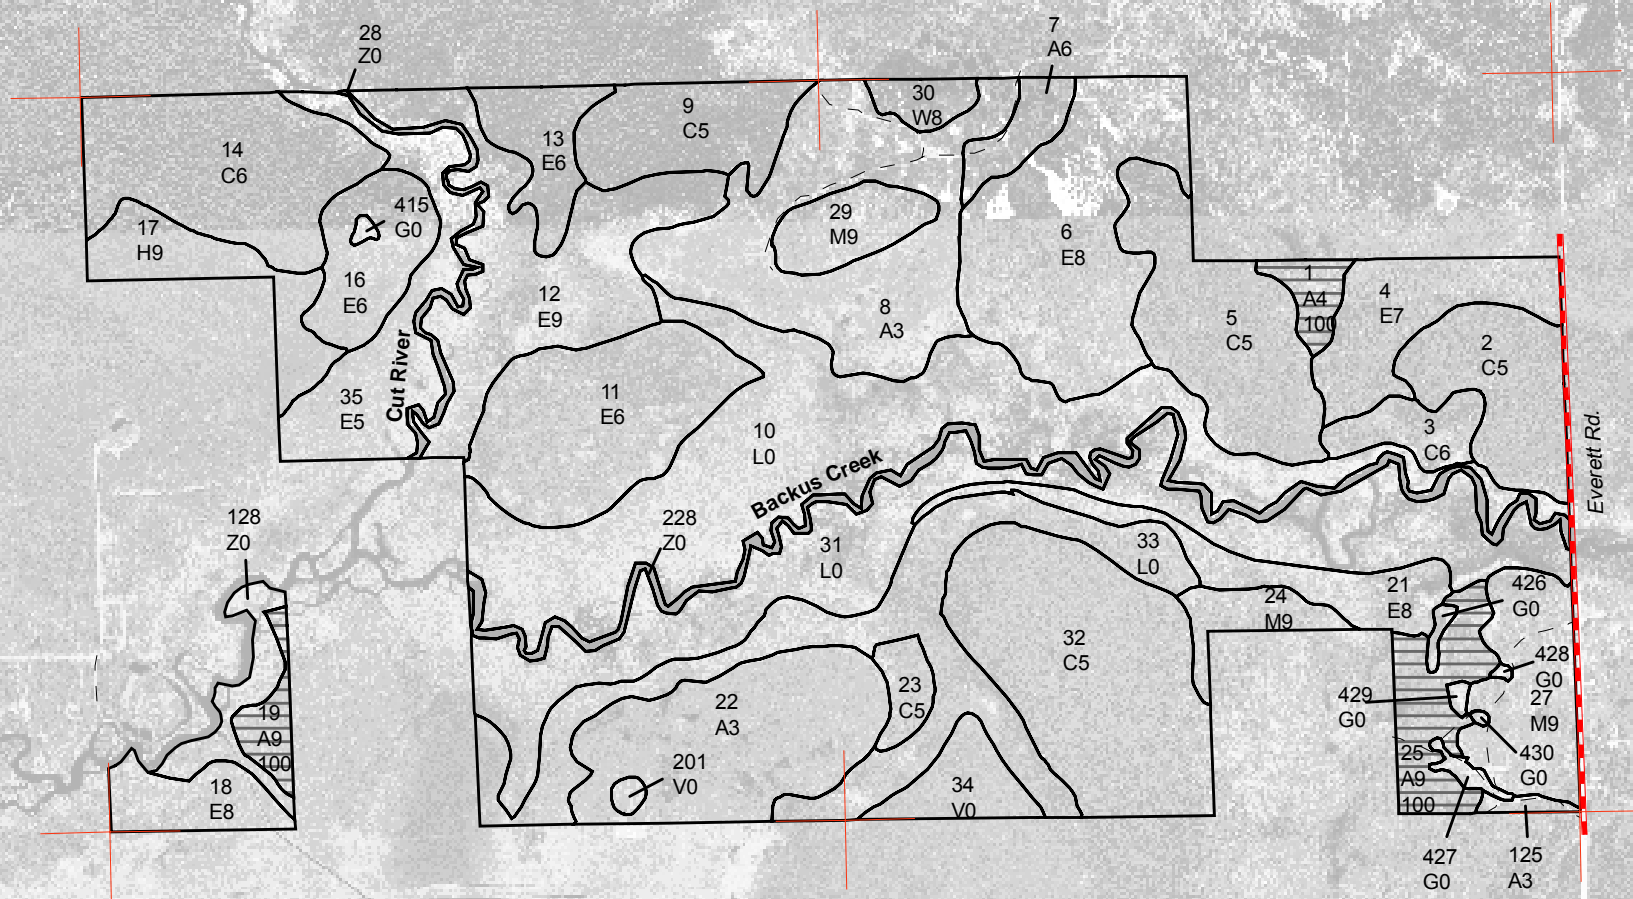 28
Z0
7
A6
9
C5
30
W8
13
E6
14
C6
415
G0
17
H9
16
E6
29
M9
6
E8
12
E9
8
A3
1
A4
100
4
E7
5
C5
2
C5
Cut River
35
E5
11
E6
10
L0
3
C6
Everett Rd.
Backus Creek
128
Z0
228
Z0
31
L0
33
L0
24
M9
21
E8
426
G0
32
C5
428
G0
429
G0
27
M9
23
C5
22
A3
19
A9
100
430
G0
25
A9
100
201
V0
18
E8
34
V0
427
G0
125
A3